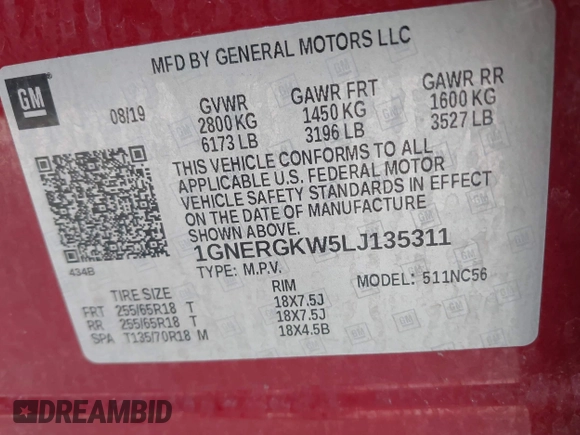 MFD BY GENERAL MOTORS LLC
GM
08/19
GVWR GAWR FRT GAWR RR
2800 KG 1450 KG 1600 KG
6173 LB 3196 LB 3527 LB
THIS VEHICLE CONFORMS TO ALL
APPLICABLE U.S. FEDERAL MOTOR
VEHICLE SAFETY STANDARDS IN EFFECT
ON THE DATE OF MANUFACTURE
SHOWN ABOVE.
1GNERGKW5LJ135311
434B
TYPE: M.P.V. MODEL: 511NC56
TIRE SIZE RIM
FRT 255/65R18 T 18X7.5J
RR 255/65R18 T 18X7.5J
SPA T135/70R18 M 18X4.5B
DREAMBID